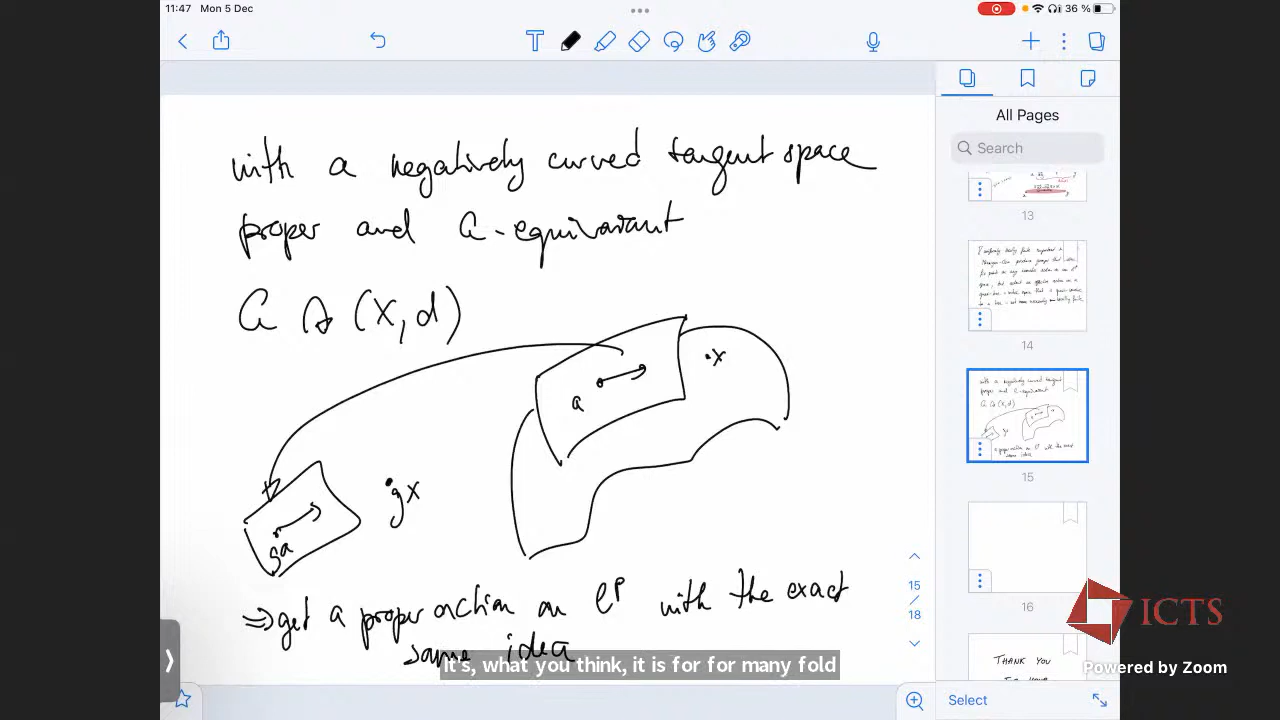 11:47 Mon 5 Dec
36 %
All Pages
Search
with a negatively curved tangent space
proper and G-equivariant
G ↷ (X, d)
a
x
ga
gx
⇒ get a proper action on ℓᵖ with the exact
same idea
It's, what you think, it is for for many fold
13
14
15
16
15
18
THANK YOU
Select
ICTS
Powered by Zoom